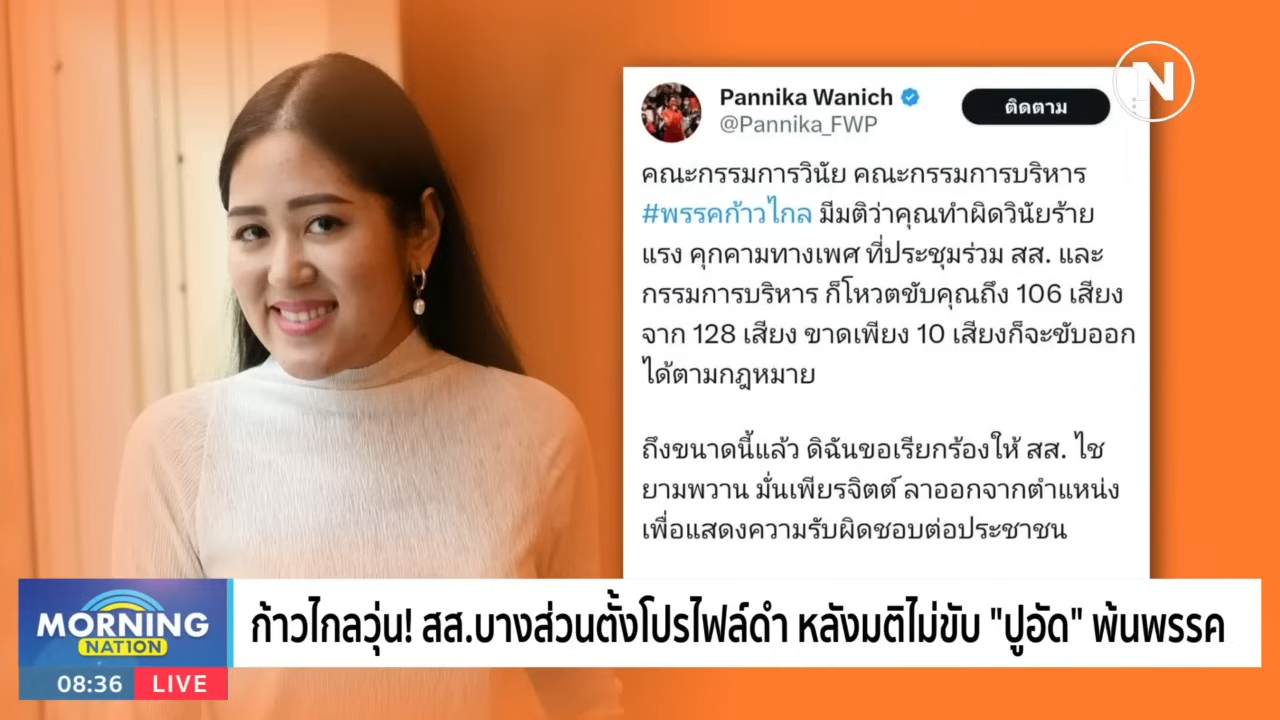 N
Pannika Wanich
@Pannika_FWP
ติดตาม
คณะกรรมการวินัย คณะกรรมการบริหาร
#พรรคก้าวไกล มีมติว่าคุณทำผิดวินัยร้าย
แรง คุกคามทางเพศ ที่ประชุมร่วม สส. และ
กรรมการบริหาร ก็โหวตขับคุณถึง 106 เสียง
จาก 128 เสียง ขาดเพียง 10 เสียงก็จะขับออก
ได้ตามกฎหมาย
ถึงขนาดนี้แล้ว ดิฉันขอเรียกร้องให้ สส. ไช
ยามพวาน มั่นเพียรจิตต์ ลาออกจากตำแหน่ง
เพื่อแสดงความรับผิดชอบต่อประชาชน
MORNING
NATION
ก้าวไกลวุ่น! สส.บางส่วนตั้งโปรไฟล์ดำ หลังมติไม่ขับ "ปูอัด" พ้นพรรค
08:36 LIVE